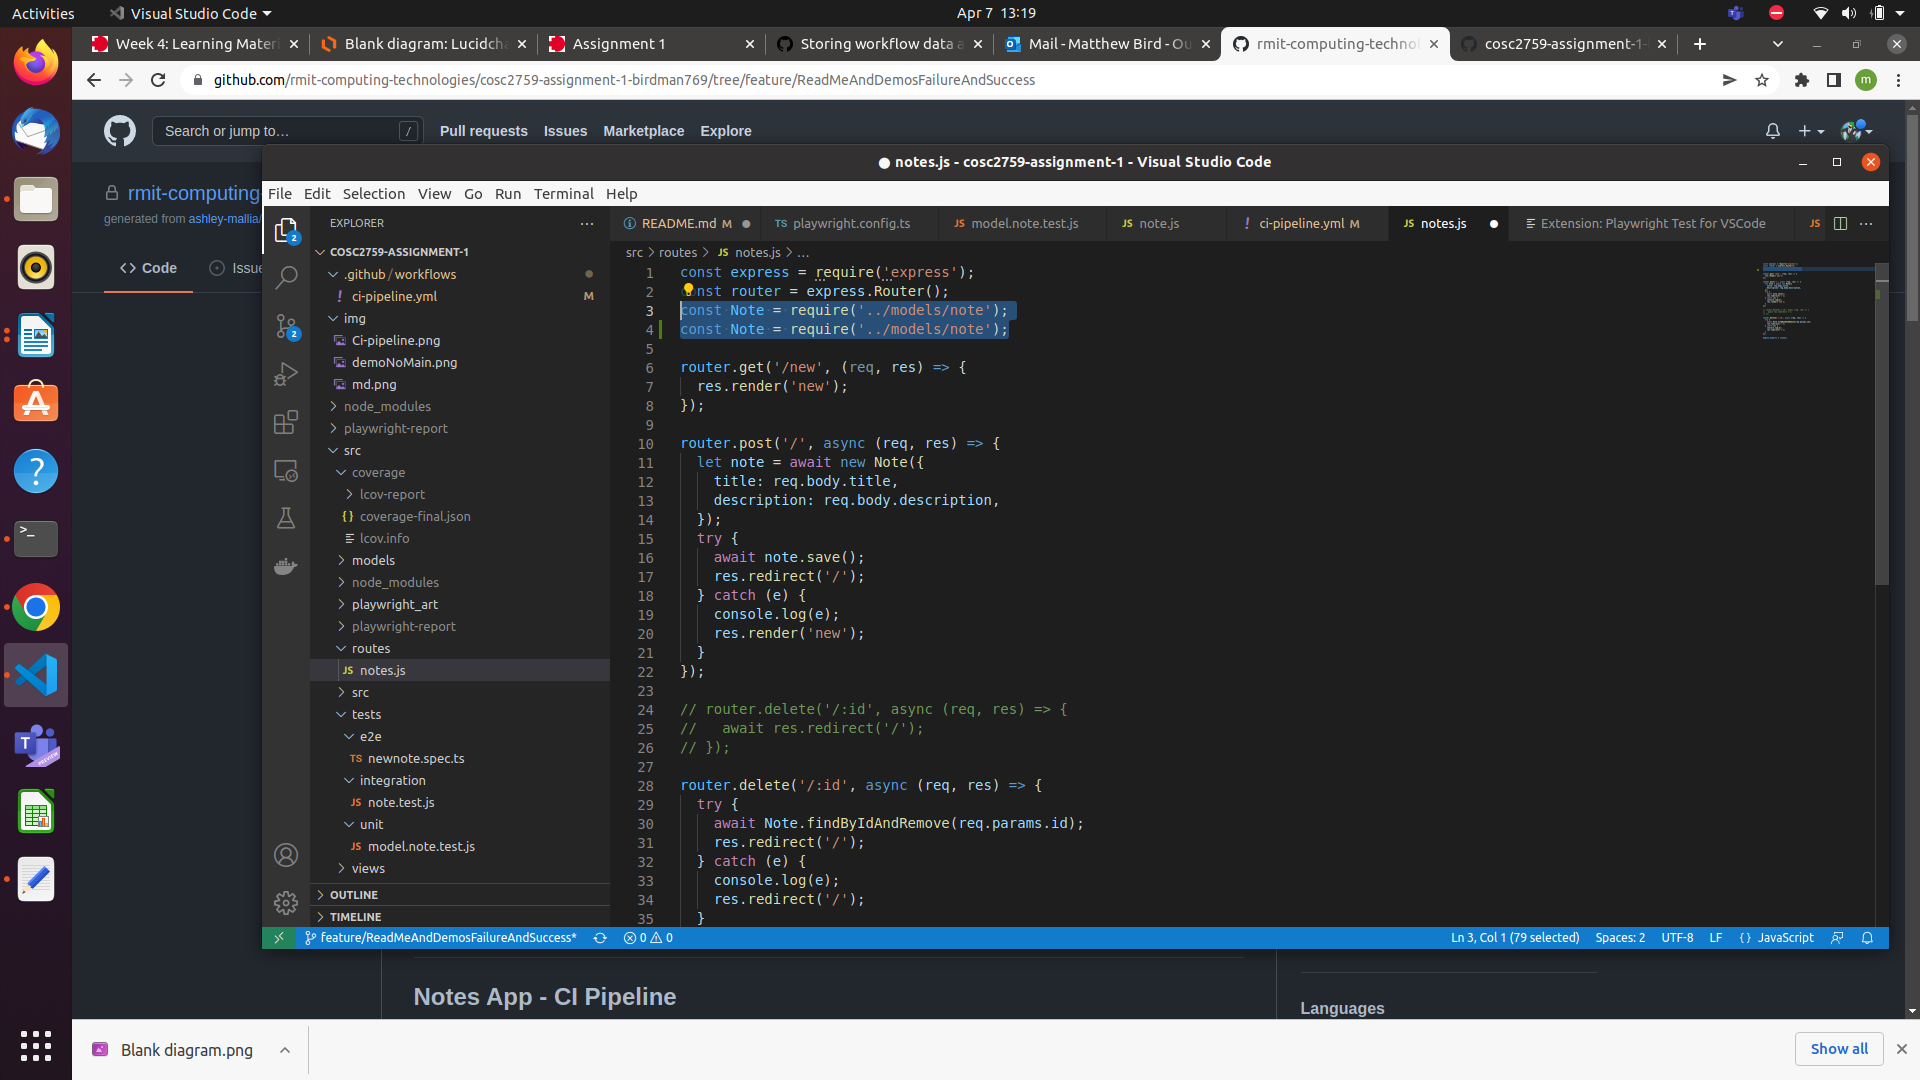 Activities
Visual Studio Code
Apr 7 13:19
Week 4: Learning Mater
Blank diagram: Lucidcha
Assignment 1
Storing workflow data a
Mail - Matthew Bird - Ou
rmit-computing-technol
cosc2759-assignment-1-
github.com/rmit-computing-technologies/cosc2759-assignment-1-birdman769/tree/feature/ReadMeAndDemosFailureAndSuccess
m
Search or jump to…
/
Pull requests
Issues
Marketplace
Explore
rmit-computing-
generated from ashley-mallia/
Code
Issue
● notes.js - cosc2759-assignment-1 - Visual Studio Code
File Edit Selection View Go Run Terminal Help
EXPLORER
README.md M
TS playwright.config.ts
JS model.note.test.js
JS note.js
! ci-pipeline.yml M
JS notes.js
Extension: Playwright Test for VSCode
JS
src > routes > JS notes.js > ...
COSC2759-ASSIGNMENT-1
.github / workflows
! ci-pipeline.yml M
img
Ci-pipeline.png
demoNoMain.png
md.png
node_modules
playwright-report
src
coverage
lcov-report
{} coverage-final.json
lcov.info
models
node_modules
playwright_art
playwright-report
routes
JS notes.js
src
tests
e2e
TS newnote.spec.ts
integration
JS note.test.js
unit
JS model.note.test.js
views
OUTLINE
TIMELINE
2
2
1 const express = require('express');
2 nst router = express.Router();
3 const Note = require('../models/note');
4 const Note = require('../models/note');
5
6 router.get('/new', (req, res) => {
7 res.render('new');
8 });
9
10 router.post('/', async (req, res) => {
11 let note = await new Note({
12 title: req.body.title,
13 description: req.body.description,
14 });
15 try {
16 await note.save();
17 res.redirect('/');
18 } catch (e) {
19 console.log(e);
20 res.render('new');
21 }
22 });
23
24 // router.delete('/:id', async (req, res) => {
25 //   await res.redirect('/');
26 // });
27
28 router.delete('/:id', async (req, res) => {
29 try {
30 await Note.findByIdAndRemove(req.params.id);
31 res.redirect('/');
32 } catch (e) {
33 console.log(e);
34 res.redirect('/');
35 }
feature/ReadMeAndDemosFailureAndSuccess*
0 0
Ln 3, Col 1 (79 selected)
Spaces: 2
UTF-8
LF
{} JavaScript
Notes App - CI Pipeline
Languages
Blank diagram.png
Show all